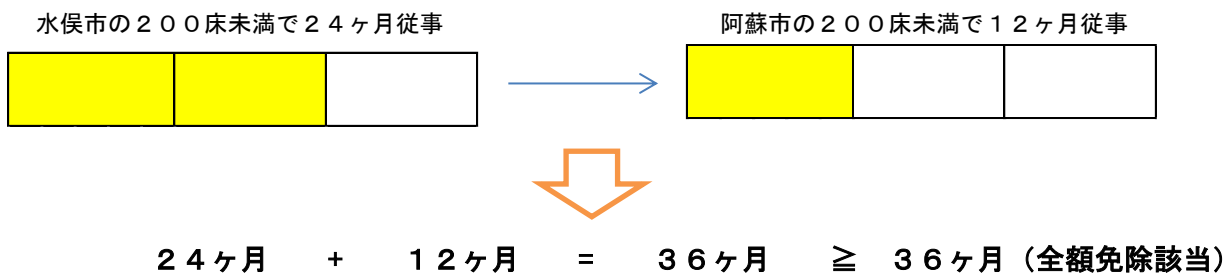 水俣市の２００床未満で２４ヶ月従事
阿蘇市の２００床未満で１２ヶ月従事
２４ヶ月　＋　１２ヶ月　＝　３６ヶ月　≧　３６ヶ月（全額免除該当）